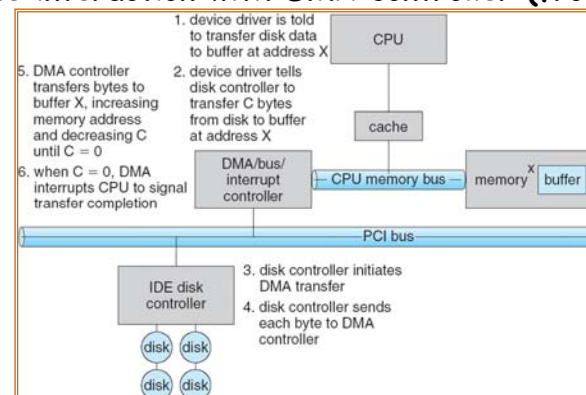 1. device driver is told
to transfer disk data
to buffer at address X
2. device driver tells
disk controller to
transfer C bytes
from disk to buffer
at address X
CPU
5. DMA controller
transfers bytes to
buffer X, increasing
memory address
and decreasing C
until C = 0
6. when C = 0, DMA
interrupts CPU to signal
transfer completion
cache
DMA/bus/
interrupt
controller
CPU memory bus
memory
X
buffer
PCI bus
IDE disk
controller
3. disk controller initiates
DMA transfer
4. disk controller sends
each byte to DMA
controller
disk
disk
disk
disk